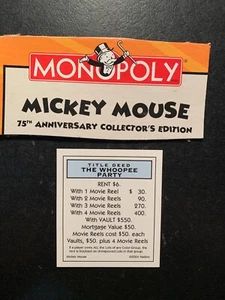 MONOPOLY
MICKEY MOUSE
75TH ANNIVERSARY COLLECTOR'S EDITION
TITLE DEED
THE WHOOPEE
PARTY
RENT $6.
With 1 Movie Reel $ 30.
With 2 Movie Reels 90.
With 3 Movie Reels 270.
With 4 Movie Reels 400.
With VAULT $550.
Mortgage Value $50.
Movie Reels cost $50. each
Vaults, $50. plus 4 Movie Reels